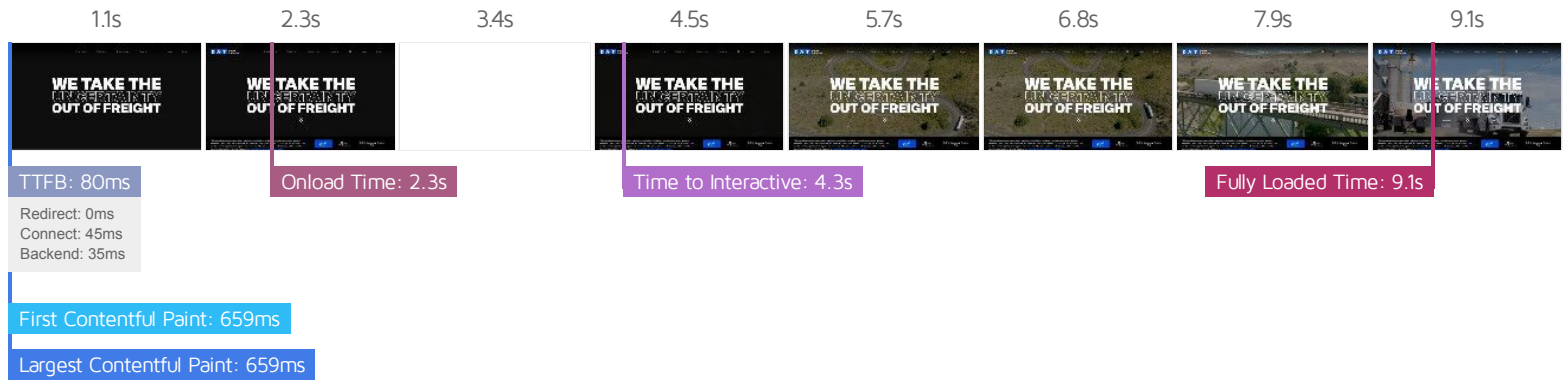 1.1s 2.3s 3.4s 4.5s 5.7s 6.8s 7.9s 9.1s
WE TAKE THE
UNCERTAINTY
OUT OF FREIGHT
WE TAKE THE
UNCERTAINTY
OUT OF FREIGHT
WE TAKE THE
UNCERTAINTY
OUT OF FREIGHT
WE TAKE THE
UNCERTAINTY
OUT OF FREIGHT
WE TAKE THE
UNCERTAINTY
OUT OF FREIGHT
WE TAKE THE
UNCERTAINTY
OUT OF FREIGHT
WE TAKE THE
UNCERTAINTY
OUT OF FREIGHT
TTFB: 80ms
Redirect: 0ms
Connect: 45ms
Backend: 35ms
Onload Time: 2.3s
Time to Interactive: 4.3s
Fully Loaded Time: 9.1s
First Contentful Paint: 659ms
Largest Contentful Paint: 659ms